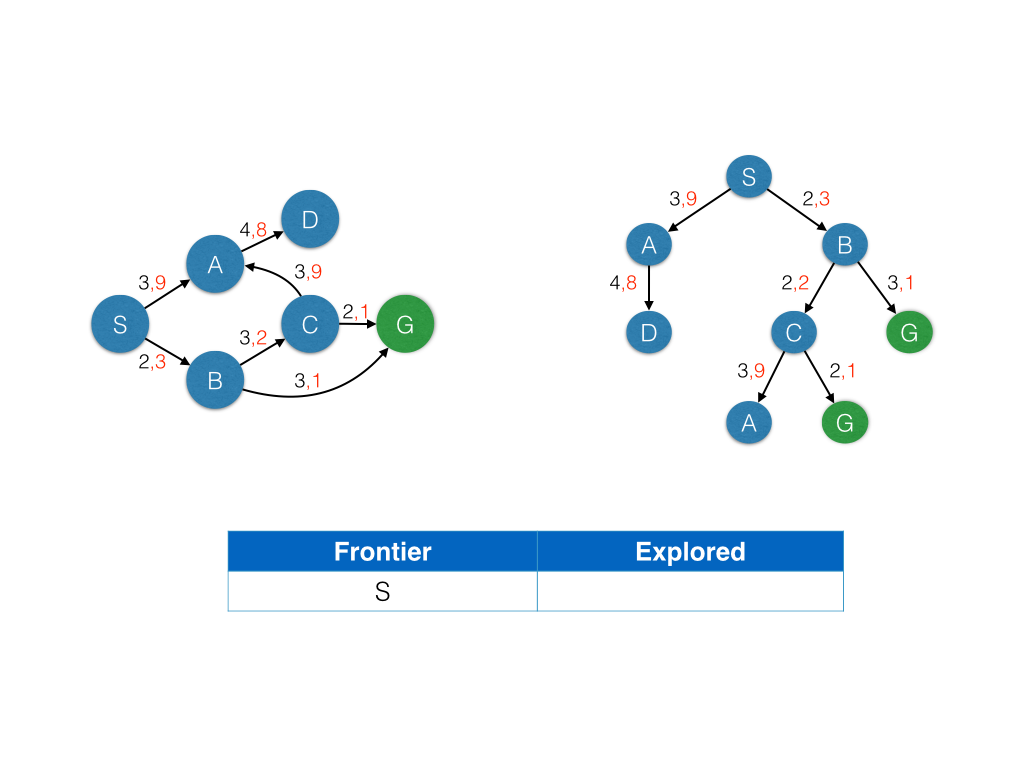 D
4,8
A
3,9
3,9
S
C
2,1
G
3,2
2,3
B
3,1
S
3,9
2,3
A
B
4,8
2,2
3,1
D
C
G
3,9
2,1
A
G
Frontier Explored
S